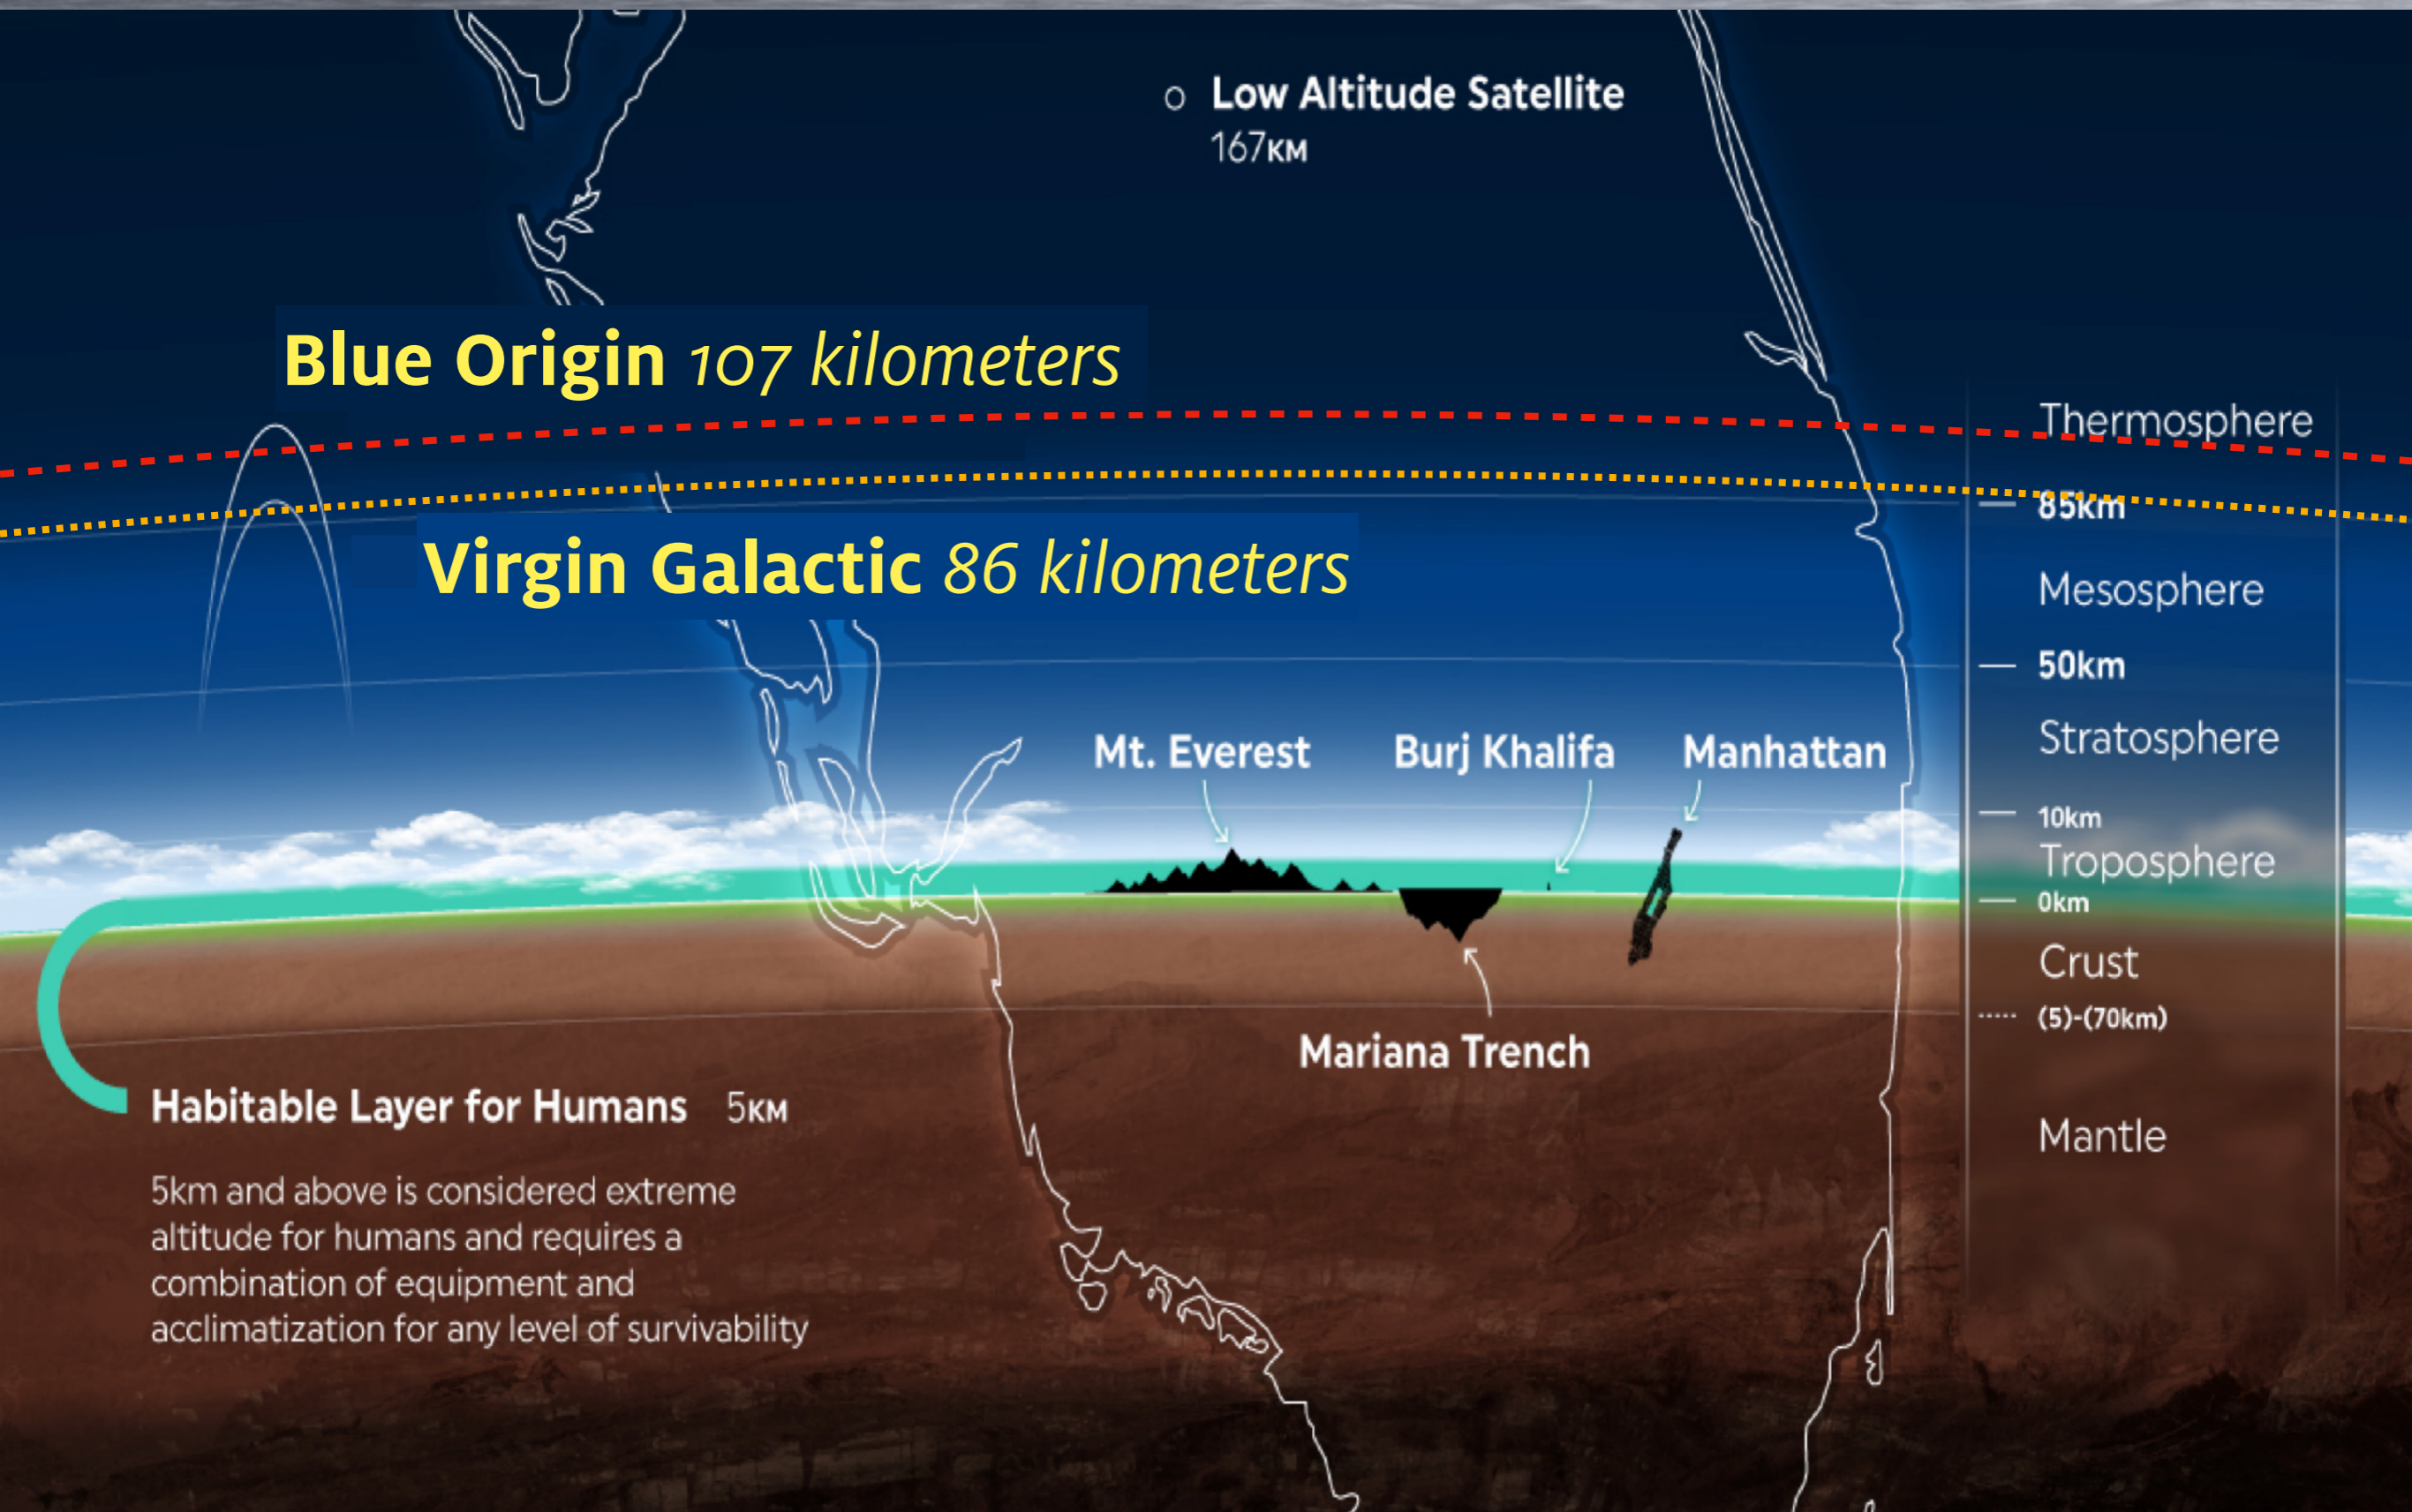 Low Altitude Satellite
167KM
Blue Origin 107 kilometers
Virgin Galactic 86 kilometers
Thermosphere
85km
Mesosphere
50km
Stratosphere
10km
Troposphere
0km
Crust
(5)-(70km)
Mantle
Mt. Everest
Burj Khalifa
Manhattan
Mariana Trench
Habitable Layer for Humans 5KM
5km and above is considered extreme
altitude for humans and requires a
combination of equipment and
acclimatization for any level of survivability